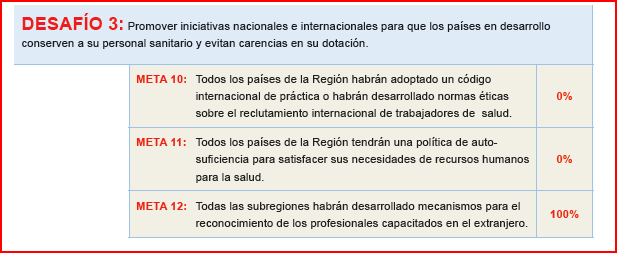 DESAFÍO 3: Promover iniciativas nacionales e internacionales para que los países en desarrollo
conserven a su personal sanitario y evitan carencias en su dotación.
META 10: Todos los países de la Región habrán adoptado un código
internacional de práctica o habrán desarrollado normas éticas
sobre el reclutamiento internacional de trabajadores de salud.
0%
META 11: Todos los países de la Región tendrán una política de auto-
suficiencia para satisfacer sus necesidades de recursos humanos
para la salud.
0%
META 12: Todas las subregiones habrán desarrollado mecanismos para el
reconocimiento de los profesionales capacitados en el extranjero.
100%